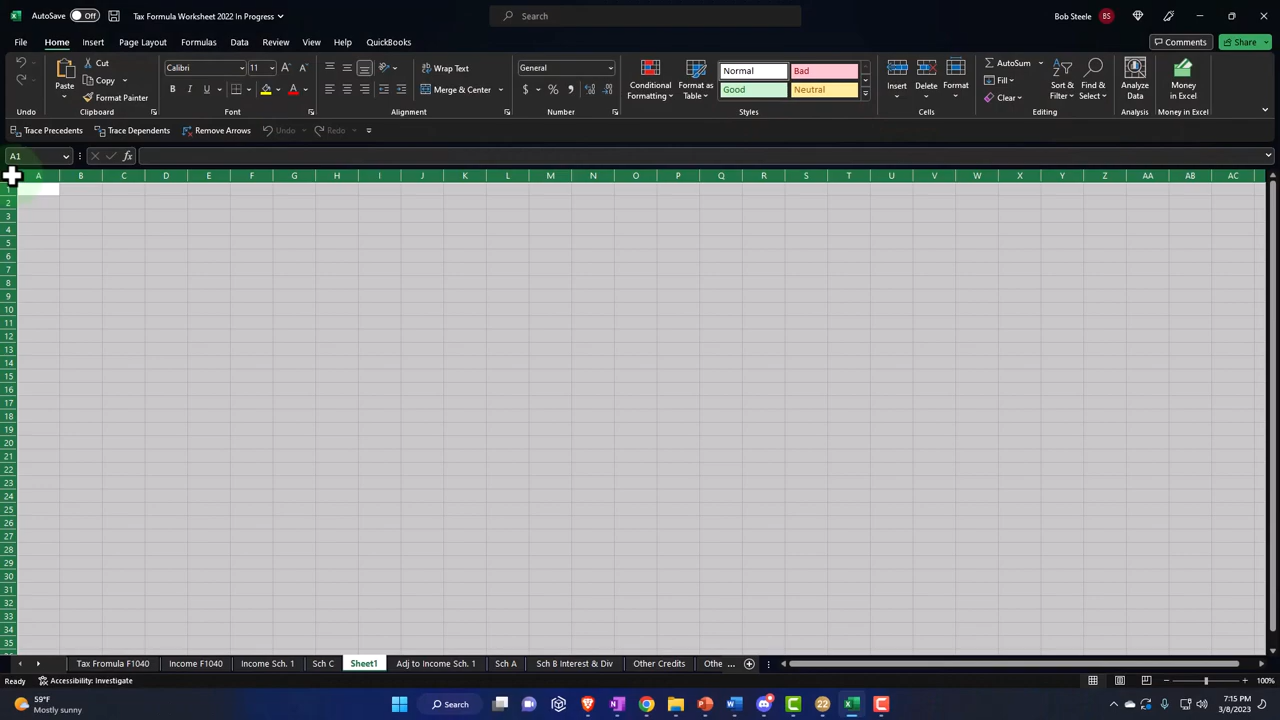 AutoSave Off Tax Formula Worksheet 2022 In Progress Search Bob Steele BS
File Home Insert Page Layout Formulas Data Review View Help QuickBooks Comments Share
Cut Calibri 11 Wrap Text General Normal Bad AutoSum
Copy Fill
Paste Conditional Format as Insert Delete Format Sort & Find & Analyze Money
Format Painter Merge & Center Formatting Table Good Neutral Clear Filter Select Data in Excel
Undo Clipboard Font Alignment Number Styles Cells Editing Analysis Money in Excel
Trace Precedents Trace Dependents Remove Arrows Undo Redo
A1 fx
A B C D E F G H I J K L M N O P Q R S T U V W X Y Z AA AB AC
1
2
3
4
5
6
7
8
9
10
11
12
13
14
15
16
17
18
19
20
21
22
23
24
25
26
27
28
29
30
31
32
33
34
35
Tax Fromula F1040 Income F1040 Income Sch. 1 Sch C Sheet1 Adj to Income Sch. 1 Sch A Sch B Interest & Div Other Credits Othe ...
Ready Accessibility: Investigate 100%
59°F
Mostly sunny
Search
7:15 PM
3/8/2023